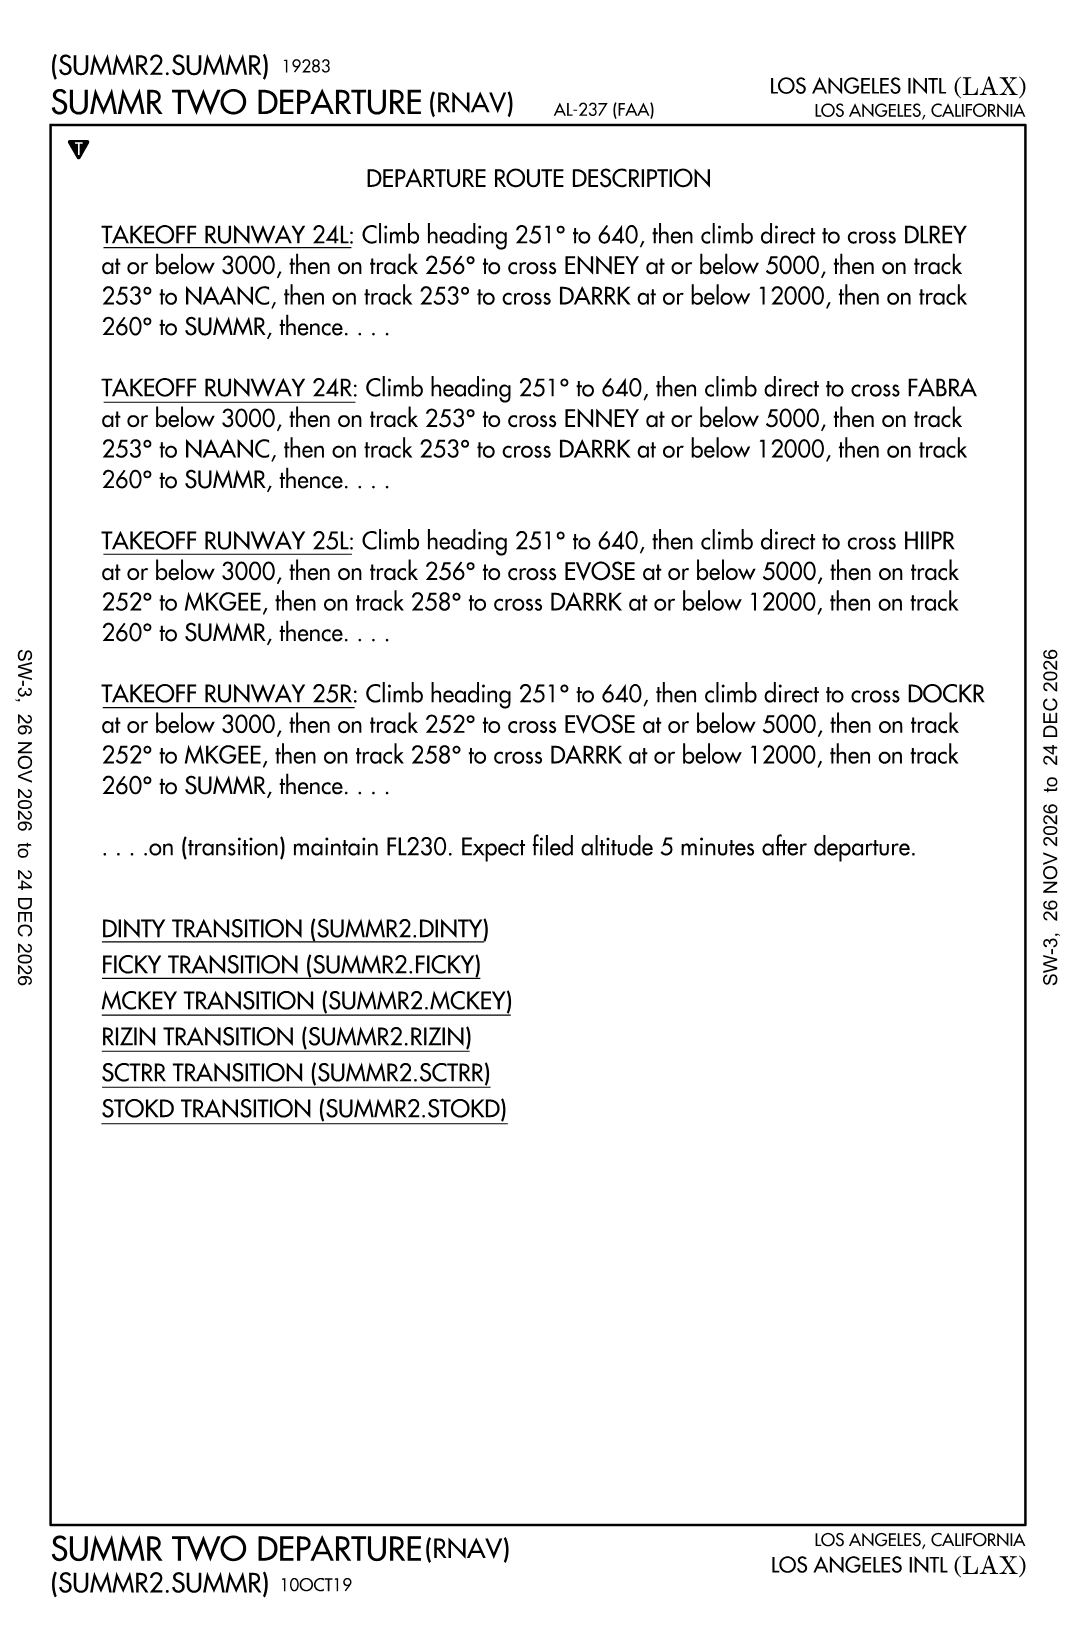 (SUMMR2.SUMMR) 19283
SUMMR TWO DEPARTURE (RNAV)
AL-237 (FAA)
LOS ANGELES INTL (LAX)
LOS ANGELES, CALIFORNIA
T
DEPARTURE ROUTE DESCRIPTION
TAKEOFF RUNWAY 24L: Climb heading 251° to 640, then climb direct to cross DLREY
at or below 3000, then on track 256° to cross ENNEY at or below 5000, then on track
253° to NAANC, then on track 253° to cross DARRK at or below 12000, then on track
260° to SUMMR, thence. . . .
TAKEOFF RUNWAY 24R: Climb heading 251° to 640, then climb direct to cross FABRA
at or below 3000, then on track 253° to cross ENNEY at or below 5000, then on track
253° to NAANC, then on track 253° to cross DARRK at or below 12000, then on track
260° to SUMMR, thence. . . .
TAKEOFF RUNWAY 25L: Climb heading 251° to 640, then climb direct to cross HIIPR
at or below 3000, then on track 256° to cross EVOSE at or below 5000, then on track
252° to MKGEE, then on track 258° to cross DARRK at or below 12000, then on track
260° to SUMMR, thence. . . .
TAKEOFF RUNWAY 25R: Climb heading 251° to 640, then climb direct to cross DOCKR
at or below 3000, then on track 252° to cross EVOSE at or below 5000, then on track
252° to MKGEE, then on track 258° to cross DARRK at or below 12000, then on track
260° to SUMMR, thence. . . .
. . . .on (transition) maintain FL230. Expect filed altitude 5 minutes after departure.
DINTY TRANSITION (SUMMR2.DINTY)
FICKY TRANSITION (SUMMR2.FICKY)
MCKEY TRANSITION (SUMMR2.MCKEY)
RIZIN TRANSITION (SUMMR2.RIZIN)
SCTRR TRANSITION (SUMMR2.SCTRR)
STOKD TRANSITION (SUMMR2.STOKD)
SW-3, 26 NOV 2026 to 24 DEC 2026
SW-3, 26 NOV 2026 to 24 DEC 2026
SUMMR TWO DEPARTURE (RNAV)
(SUMMR2.SUMMR) 10OCT19
LOS ANGELES, CALIFORNIA
LOS ANGELES INTL (LAX)